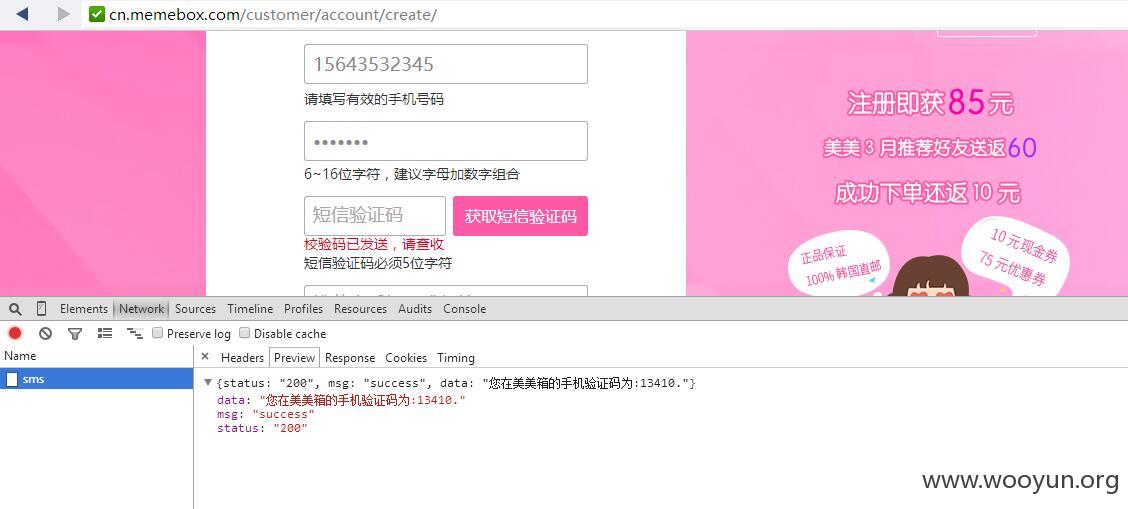 cn.memebox.com/customer/account/create/
15643532345
请填写有效的手机号码
•••••••
6~16位字符，建议字母加数字组合
短信验证码 获取短信验证码
校验码已发送，请查收
短信验证码必须5位字符
注册即获85元
美美3月推荐好友送返60
成功下单还返10元
正品保证
100%韩国直邮
10元现金券
75元优惠券
Elements Network Sources Timeline Profiles Resources Audits Console
Preserve log Disable cache
Name × Headers Preview Response Cookies Timing
sms
{status: "200", msg: "success", data: "您在美美箱的手机验证码为:13410."}
data: "您在美美箱的手机验证码为:13410."
msg: "success"
status: "200"
www.wooyun.org